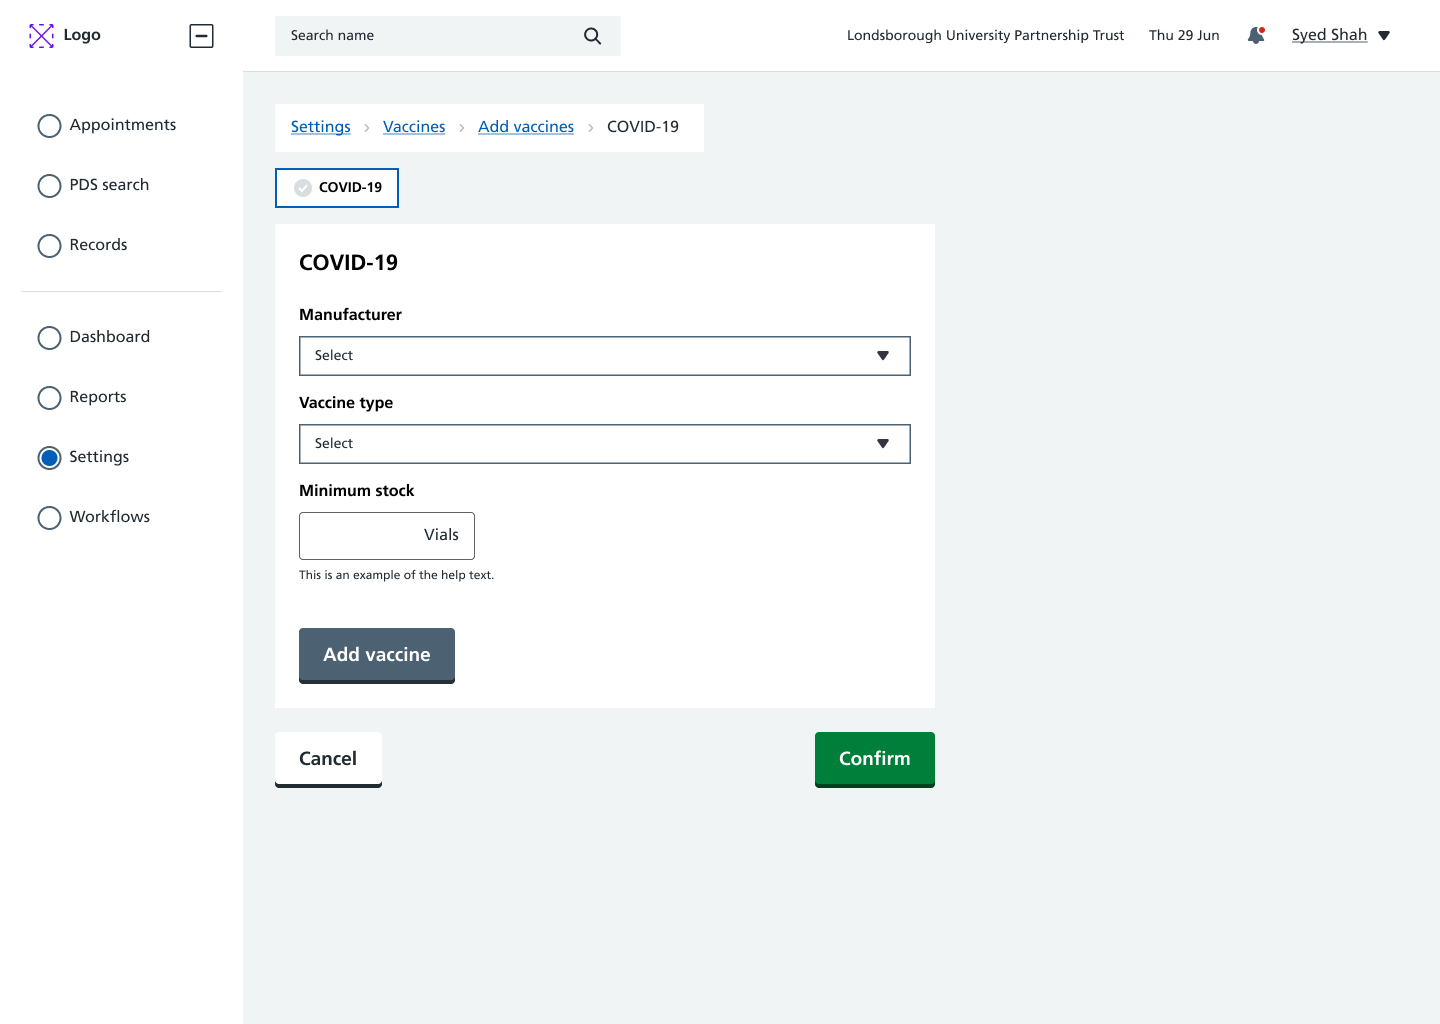 Logo
Search name
Londsborough University Partnership Trust
Thu 29 Jun
Syed Shah
Appointments
PDS search
Records
Dashboard
Reports
Settings
Workflows
Settings > Vaccines > Add vaccines > COVID-19
COVID-19
COVID-19
Manufacturer
Select
Vaccine type
Select
Minimum stock
Vials
This is an example of the help text.
Add vaccine
Cancel
Confirm